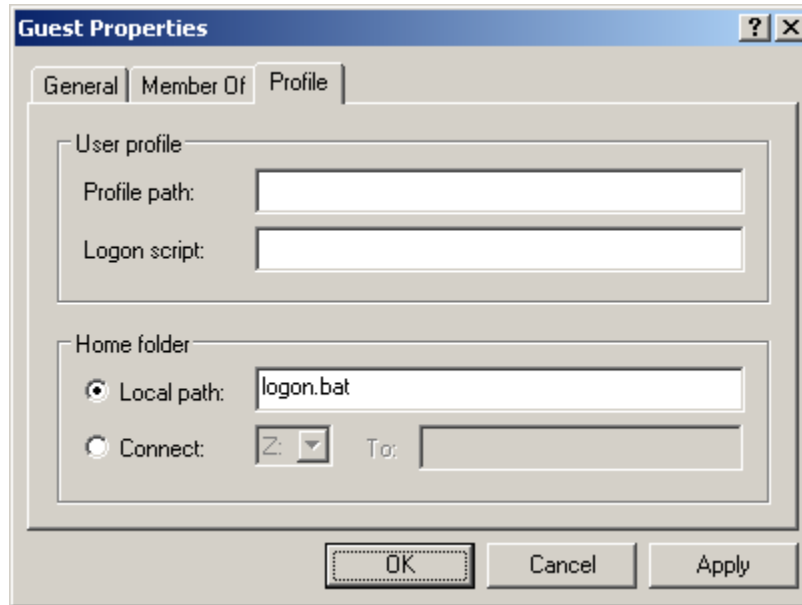 Guest Properties
General Member Of Profile
User profile
Profile path:
Logon script:
Home folder
Local path: logon.bat
Connect: Z: To:
OK Cancel Apply